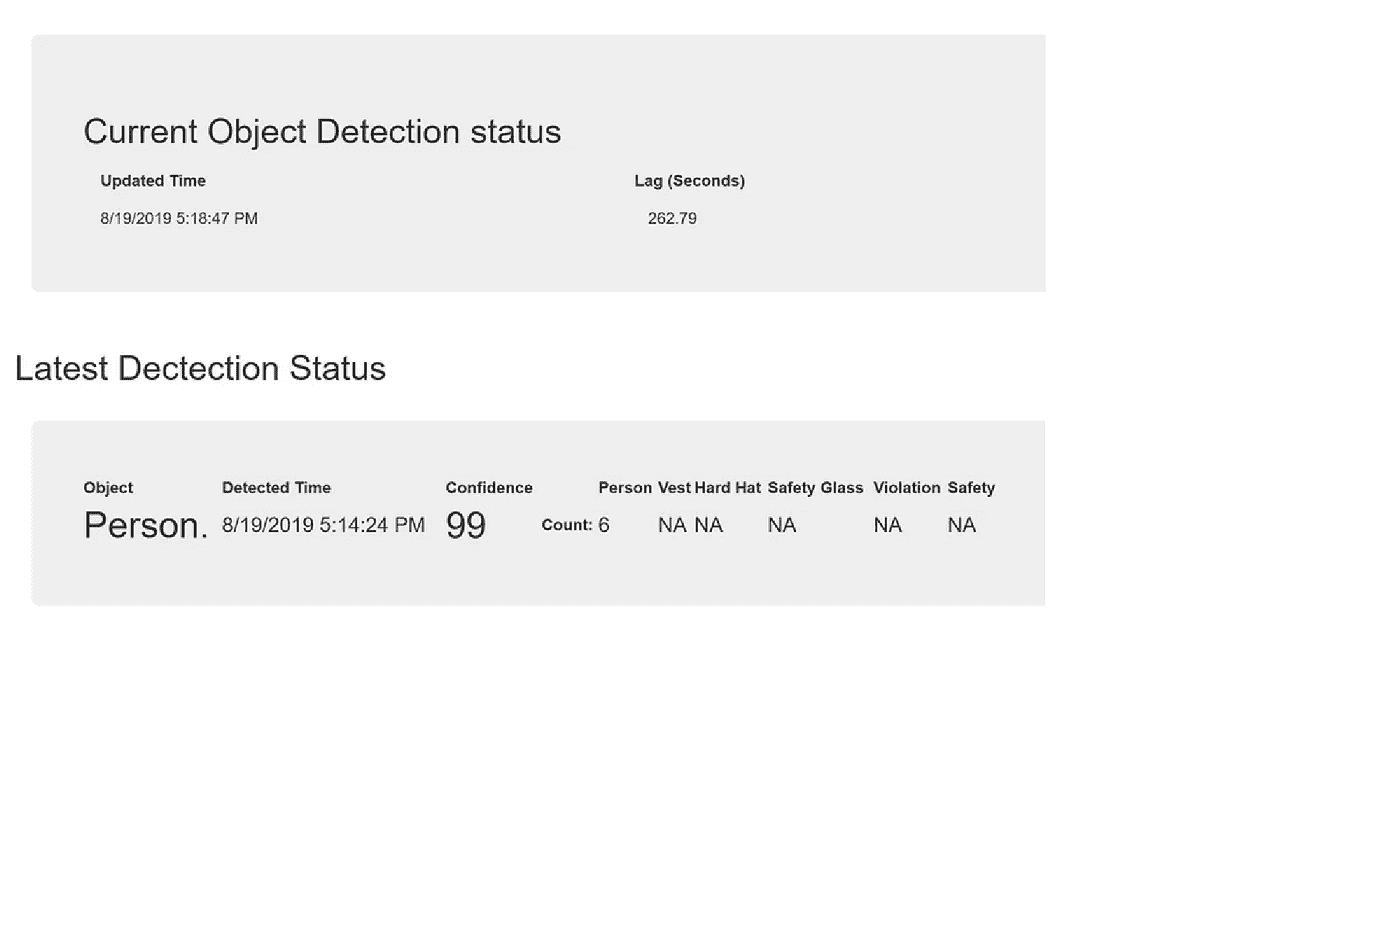 Current Object Detection status
Updated Time Lag (Seconds)
8/19/2019 5:18:47 PM 262.79
Latest Dectection Status
Object Detected Time Confidence Person Vest Hard Hat Safety Glass Violation Safety
Person. 8/19/2019 5:14:24 PM 99 Count: 6 NA NA NA NA NA